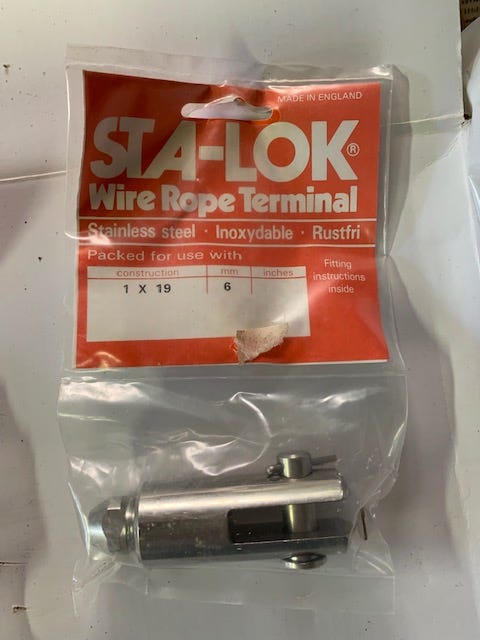 MADE IN ENGLAND
STA-LOK®
Wire Rope Terminal
Stainless steel · Inoxydable · Rustfri
Packed for use with
construction mm inches
1 X 19 6
Fitting
instructions
inside